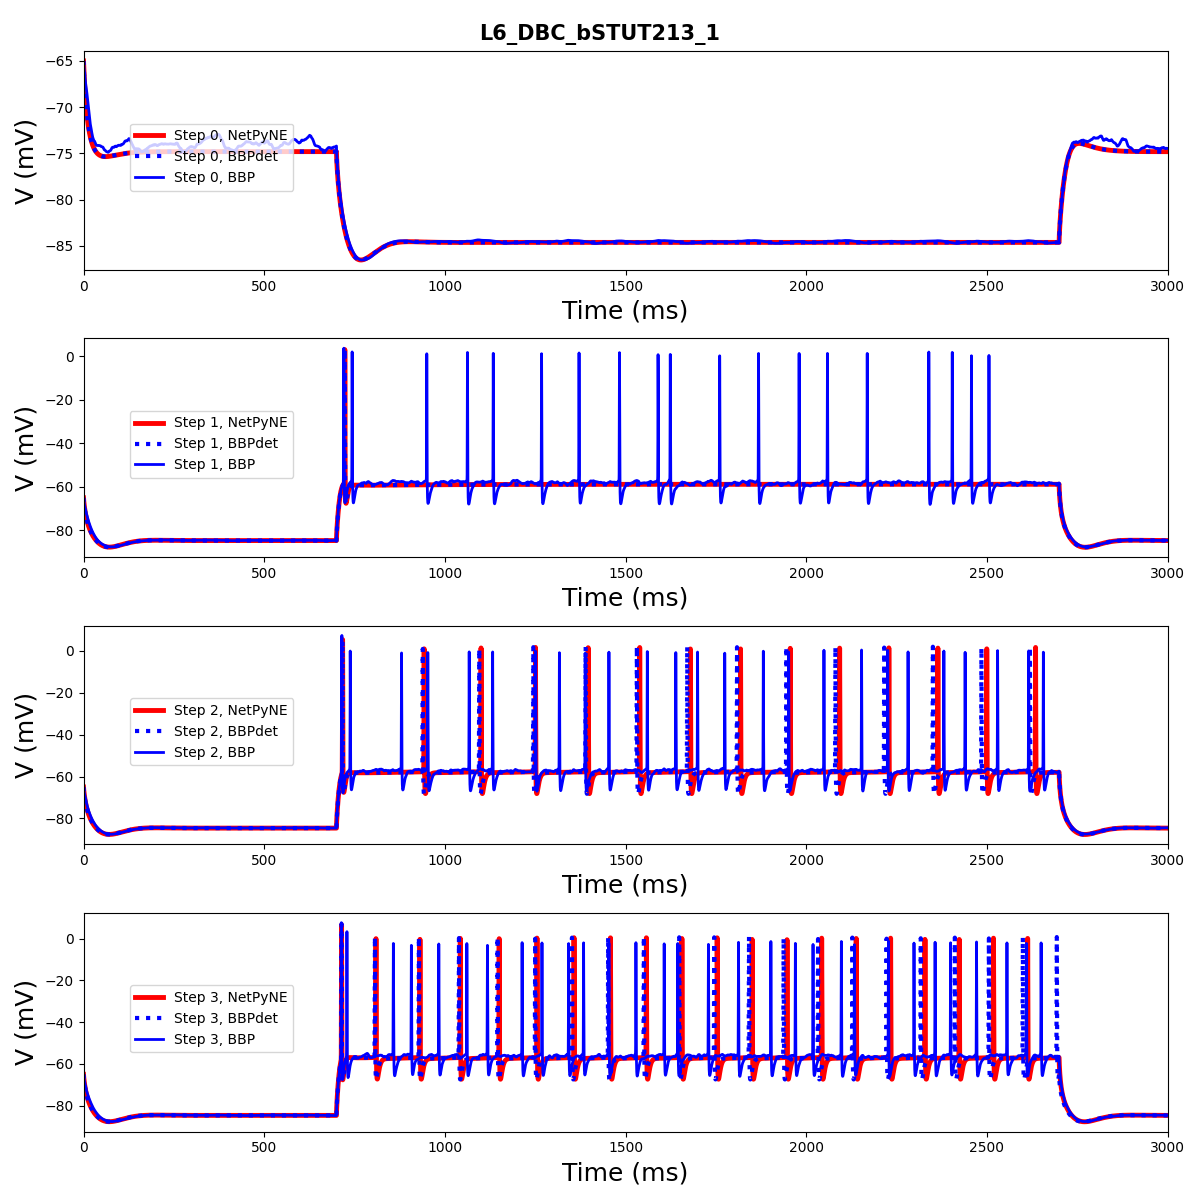 L6_DBC_bSTUT213_1
−65
−70
−75
−80
−85
V (mV)
Step 0, NetPyNE
Step 0, BBPdet
Step 0, BBP
0 500 1000 1500 2000 2500 3000
Time (ms)
0
−20
−40
−60
−80
V (mV)
Step 1, NetPyNE
Step 1, BBPdet
Step 1, BBP
0 500 1000 1500 2000 2500 3000
Time (ms)
0
−20
−40
−60
−80
V (mV)
Step 2, NetPyNE
Step 2, BBPdet
Step 2, BBP
0 500 1000 1500 2000 2500 3000
Time (ms)
0
−20
−40
−60
−80
V (mV)
Step 3, NetPyNE
Step 3, BBPdet
Step 3, BBP
0 500 1000 1500 2000 2500 3000
Time (ms)